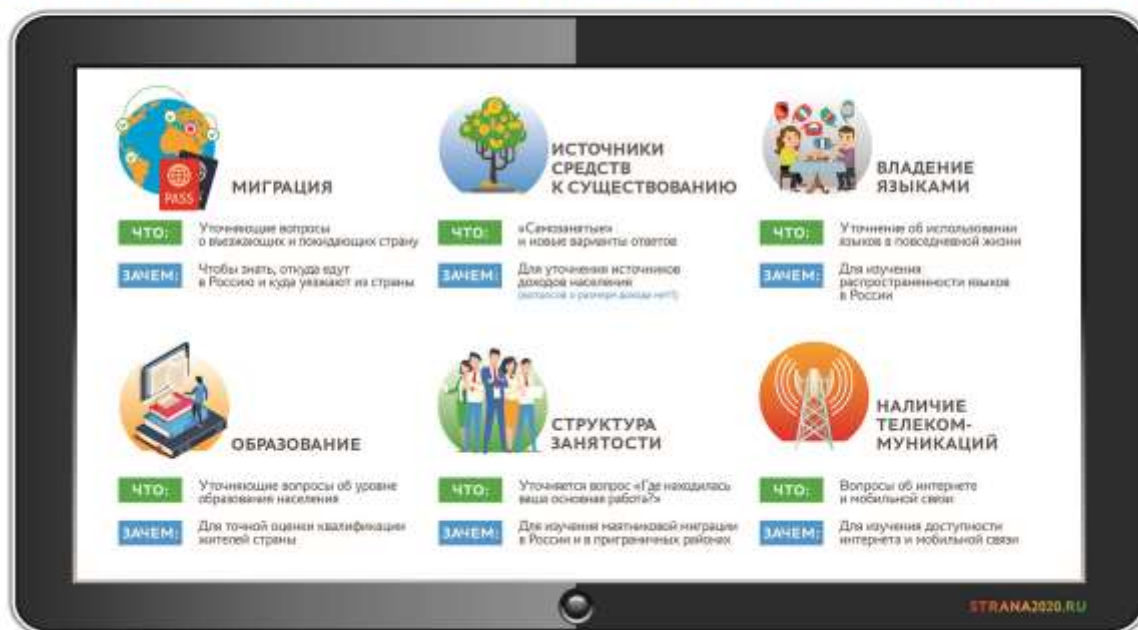 PASS
МИГРАЦИЯ
ЧТО:
Уточняющие вопросы
о въезжающих и покидающих страну
ЗАЧЕМ:
Чтобы знать, откуда едут
в Россию и куда уезжают из страны
ИСТОЧНИКИ
СРЕДСТВ
К СУЩЕСТВОВАНИЮ
ЧТО:
«Самозанятые»
и новые варианты ответов
ЗАЧЕМ:
Для уточнения источников
доходов населения
(вопросов о размере дохода нет!!)
ВЛАДЕНИЕ
ЯЗЫКАМИ
ЧТО:
Уточнение об использовании
языков в повседневной жизни
ЗАЧЕМ:
Для изучения
распространенности языков
в России
ОБРАЗОВАНИЕ
ЧТО:
Уточняющие вопросы об уровне
образования населения
ЗАЧЕМ:
Для точной оценки квалификации
жителей страны
СТРУКТУРА
ЗАНЯТОСТИ
ЧТО:
Уточняется вопрос «Где находилась
ваша основная работа?»
ЗАЧЕМ:
Для изучения маятниковой миграции
в России и в приграничных районах
НАЛИЧИЕ
ТЕЛЕКОМ-
МУНИКАЦИЙ
ЧТО:
Вопросы об интернете
и мобильной связи
ЗАЧЕМ:
Для изучения доступности
интернета и мобильной связи
STRANA2020.RU